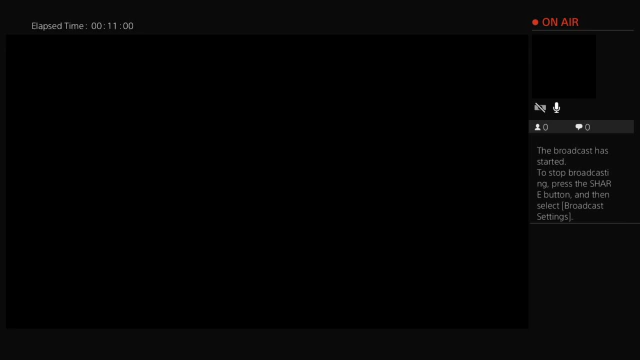 Elapsed Time : 00:11:00
ON AIR
0 0
The broadcast has
started.
To stop broadcasti
ng, press the SHAR
E button, and then
select [Broadcast
Settings].